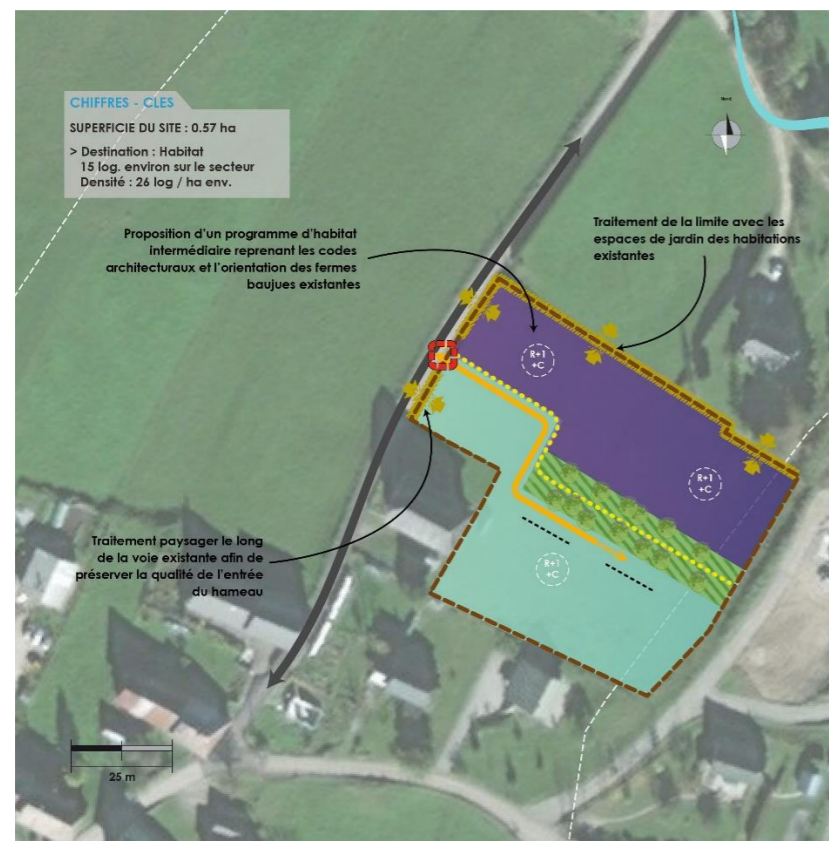 CHIFFRES - CLES
SUPERFICIE DU SITE : 0.57 ha
> Destination : Habitat
15 log. environ sur le secteur
Densité : 26 log / ha env.
Nord
Proposition d'un programme d'habitat
intermédiaire reprenant les codes
architecturaux et l'orientation des fermes
baujues existantes
Traitement de la limite avec les
espaces de jardin des habitations
existantes
R+1
+C
R+1
+C
Traitement paysager le long
de la voie existante afin de
préserver la qualité de l'entrée
du hameau
R+1
+C
25 m